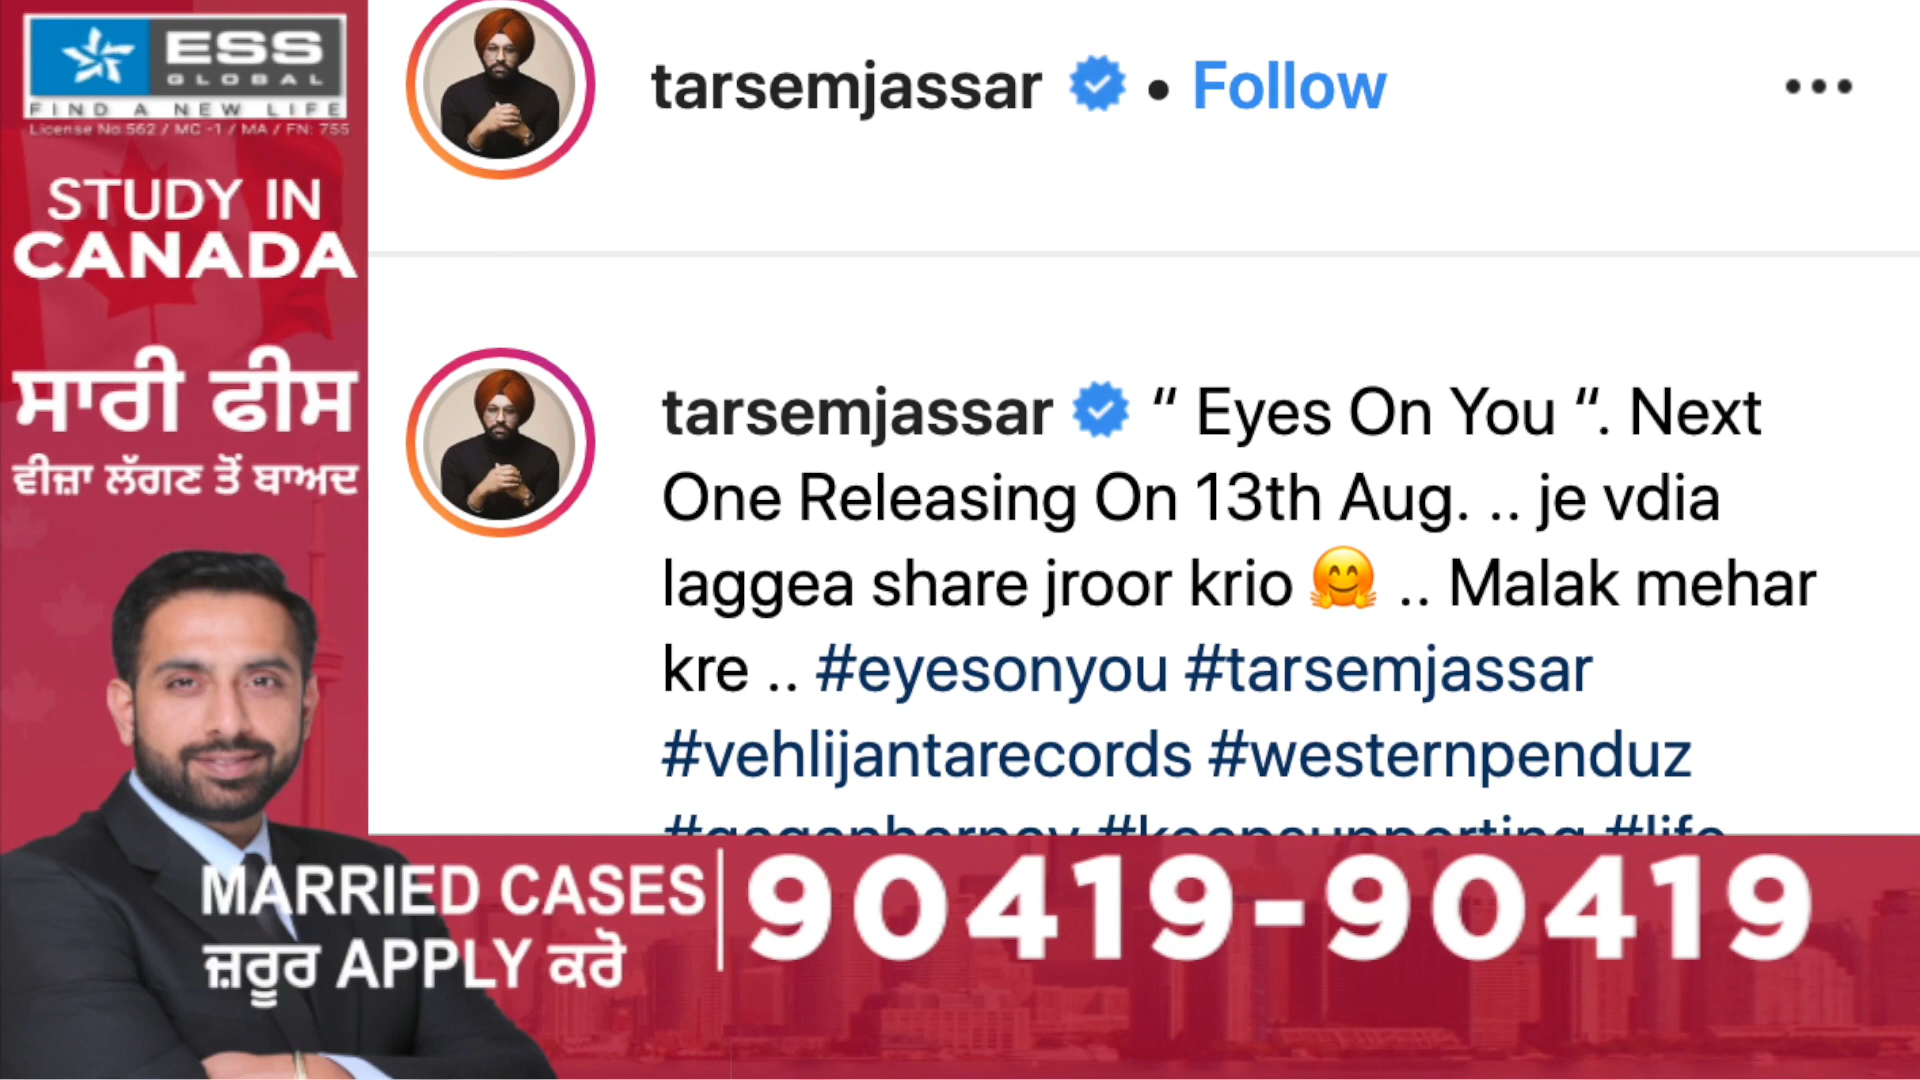 ESS
GLOBAL
FIND A NEW LIFE
License No:562 / MC -1 / MA / FN: 755
STUDY IN
CANADA
ਸਾਰੀ ਫੀਸ
ਵੀਜ਼ਾ ਲੱਗਣ ਤੋਂ ਬਾਅਦ
tarsemjassar • Follow •••
tarsemjassar “ Eyes On You “. Next
One Releasing On 13th Aug. .. je vdia
laggea share jroor krio 🤗 .. Malak mehar
kre .. #eyesonyou #tarsemjassar
#vehlijantarecords #westernpenduz
#keepsupporting #life
MARRIED CASES
ਜ਼ਰੂਰ APPLY ਕਰੋ
90419-90419